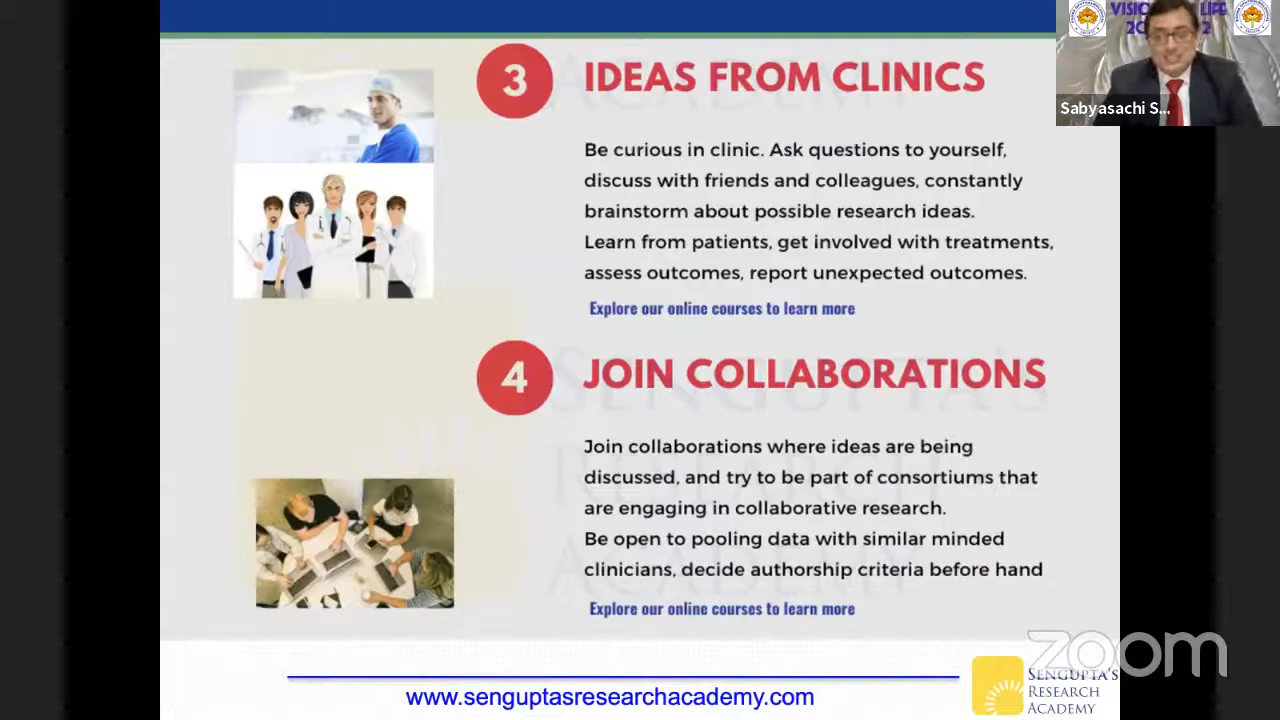 3 IDEAS FROM CLINICS
Be curious in clinic. Ask questions to yourself,
discuss with friends and colleagues, constantly
brainstorm about possible research ideas.
Learn from patients, get involved with treatments,
assess outcomes, report unexpected outcomes.
Explore our online courses to learn more
4 JOIN COLLABORATIONS
Join collaborations where ideas are being
discussed, and try to be part of consortiums that
are engaging in collaborative research.
Be open to pooling data with similar minded
clinicians, decide authorship criteria before hand
Explore our online courses to learn more
www.senguptasresearchacademy.com
SENGUPTA'S
RESEARCH
ACADEMY
zoom
Sabyasachi S...
SENGUPTA'S
RESEARCH
ACADEMY